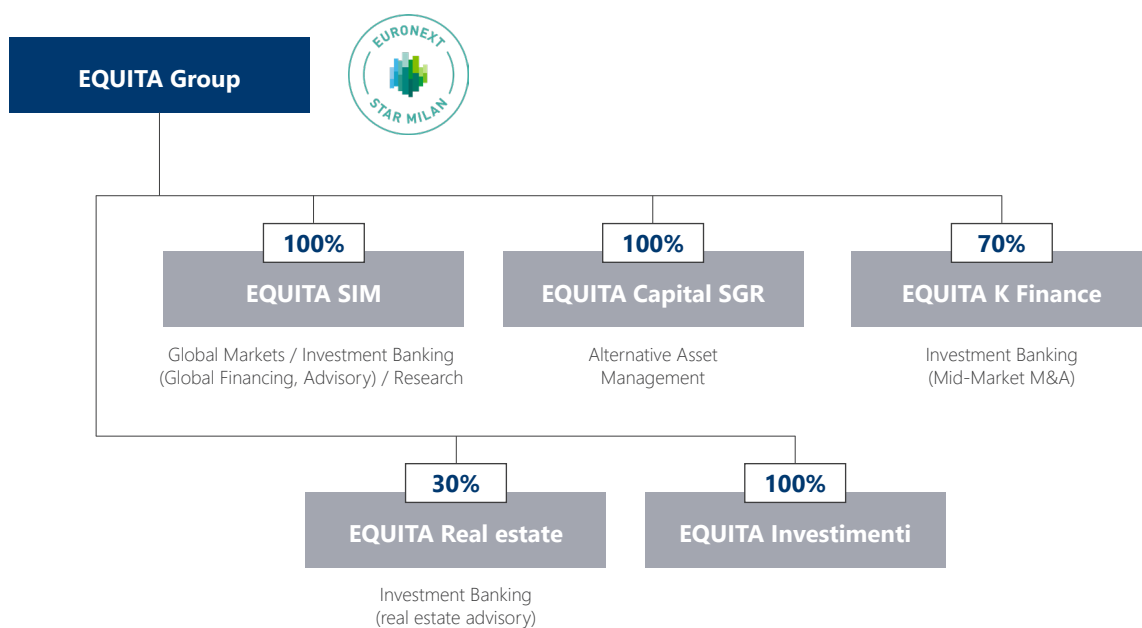 EQUITA Group
EURONEXT
STAR MILAN
100%
EQUITA SIM
Global Markets / Investment Banking
(Global Financing, Advisory) / Research
100%
EQUITA Capital SGR
Alternative Asset
Management
70%
EQUITA K Finance
Investment Banking
(Mid-Market M&A)
30%
EQUITA Real estate
Investment Banking
(real estate advisory)
100%
EQUITA Investimenti